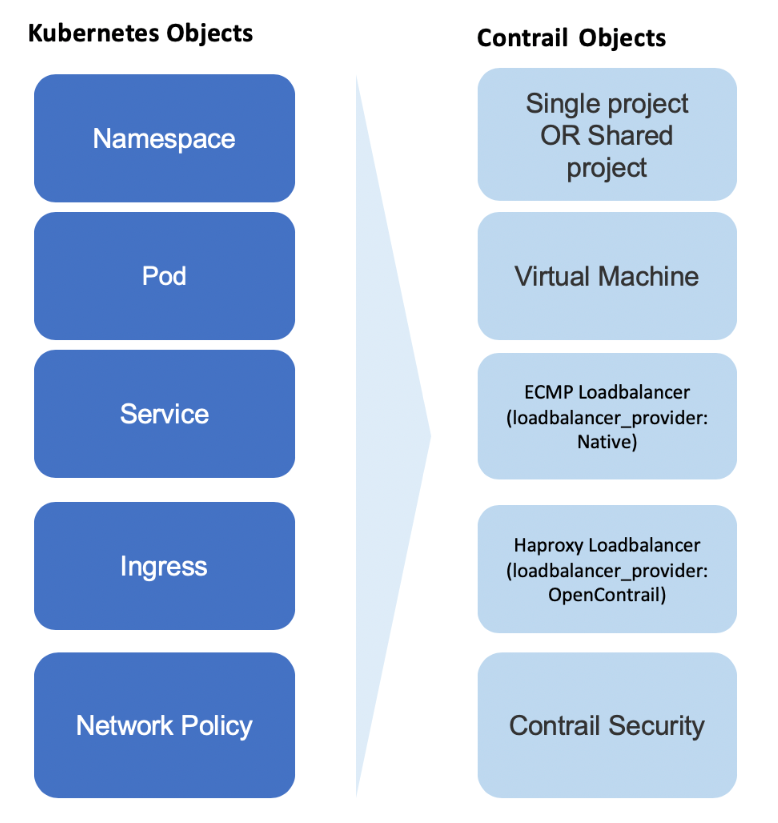 Kubernetes Objects
Contrail Objects
Namespace
Single project
OR Shared
project
Pod
Virtual Machine
Service
ECMP Loadbalancer
(loadbalancer_provider:
Native)
Ingress
Haproxy Loadbalancer
(loadbalancer_provider:
OpenContrail)
Network Policy
Contrail Security